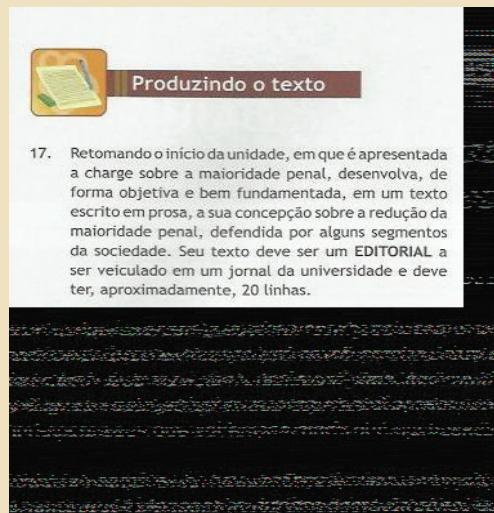 Produzindo o texto
17. Retomando o início da unidade, em que é apresentada
a charge sobre a maioridade penal, desenvolva, de
forma objetiva e bem fundamentada, em um texto
escrito em prosa, a sua concepção sobre a redução da
maioridade penal, defendida por alguns segmentos
da sociedade. Seu texto deve ser um EDITORIAL a
ser veiculado em um jornal da universidade e deve
ter, aproximadamente, 20 linhas.